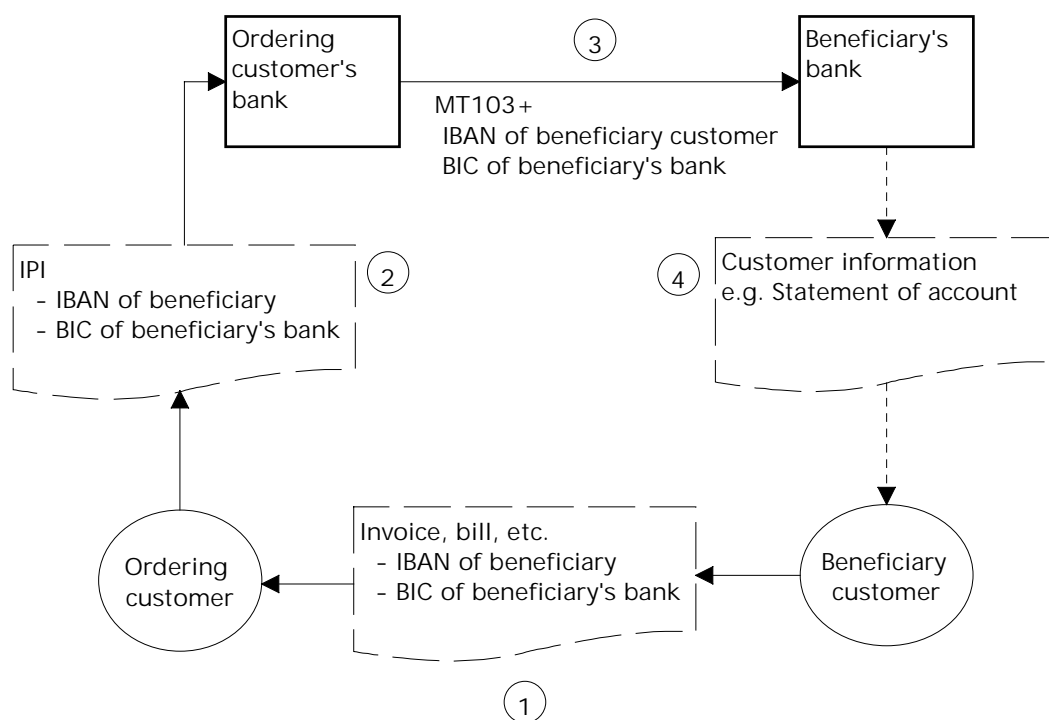 Ordering
customer's
bank
3
Beneficiary's
bank
MT103+
IBAN of beneficiary customer
BIC of beneficiary's bank
IPI
- IBAN of beneficiary
- BIC of beneficiary's bank
2
4
Customer information
e.g. Statement of account
Ordering
customer
Invoice, bill, etc.
- IBAN of beneficiary
- BIC of beneficiary's bank
Beneficiary
customer
1